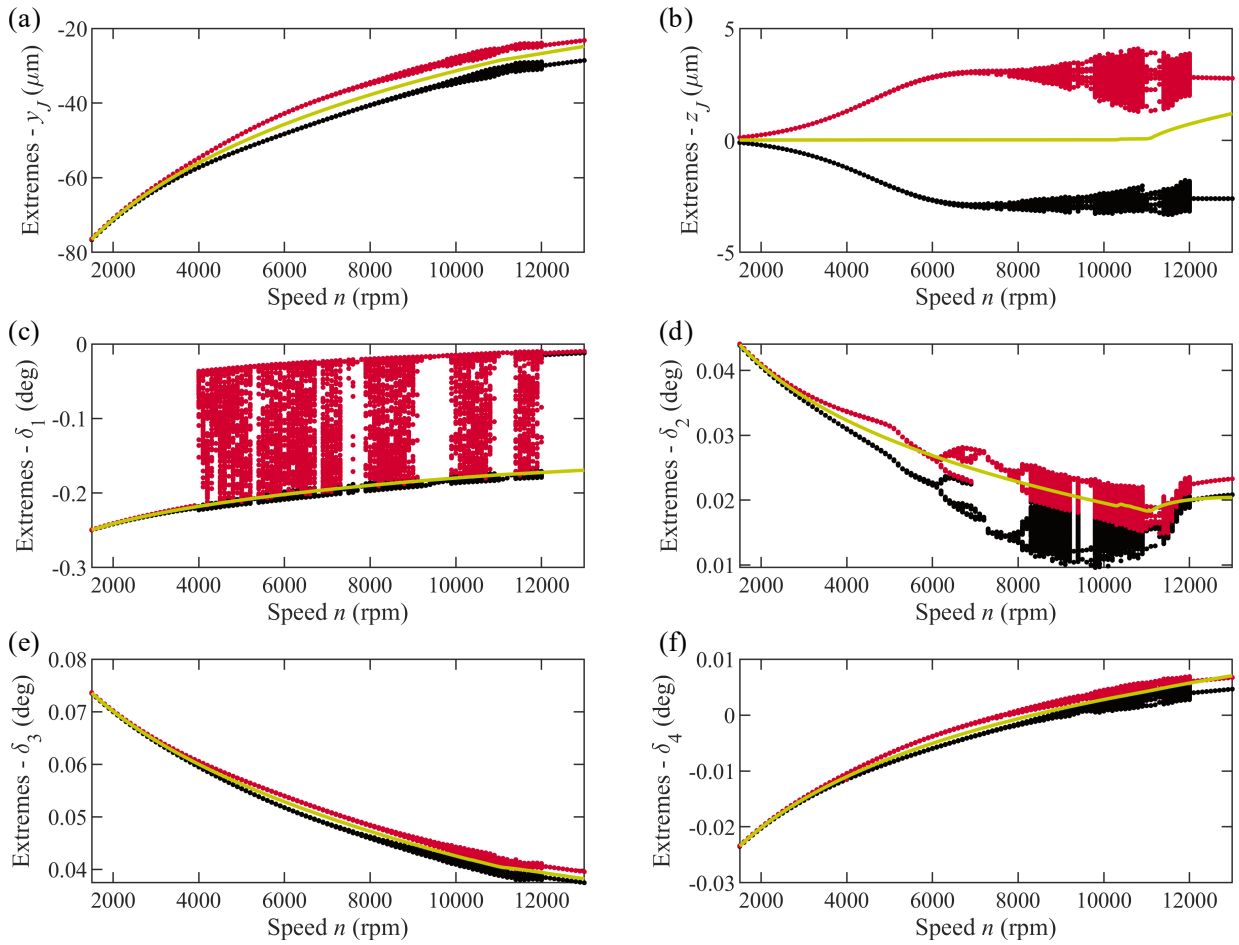 (a)
-20
-40
-60
-80
Extremes - y_J (μm)
2000 4000 6000 8000 10000 12000
Speed n (rpm)
(b)
5
0
-5
Extremes - z_J (μm)
2000 4000 6000 8000 10000 12000
Speed n (rpm)
(c)
0
-0.1
-0.2
-0.3
Extremes - δ_1 (deg)
2000 4000 6000 8000 10000 12000
Speed n (rpm)
(d)
0.04
0.03
0.02
0.01
Extremes - δ_2 (deg)
2000 4000 6000 8000 10000 12000
Speed n (rpm)
(e)
0.08
0.07
0.06
0.05
0.04
Extremes - δ_3 (deg)
2000 4000 6000 8000 10000 12000
Speed n (rpm)
(f)
0.01
0
-0.01
-0.02
-0.03
Extremes - δ_4 (deg)
2000 4000 6000 8000 10000 12000
Speed n (rpm)